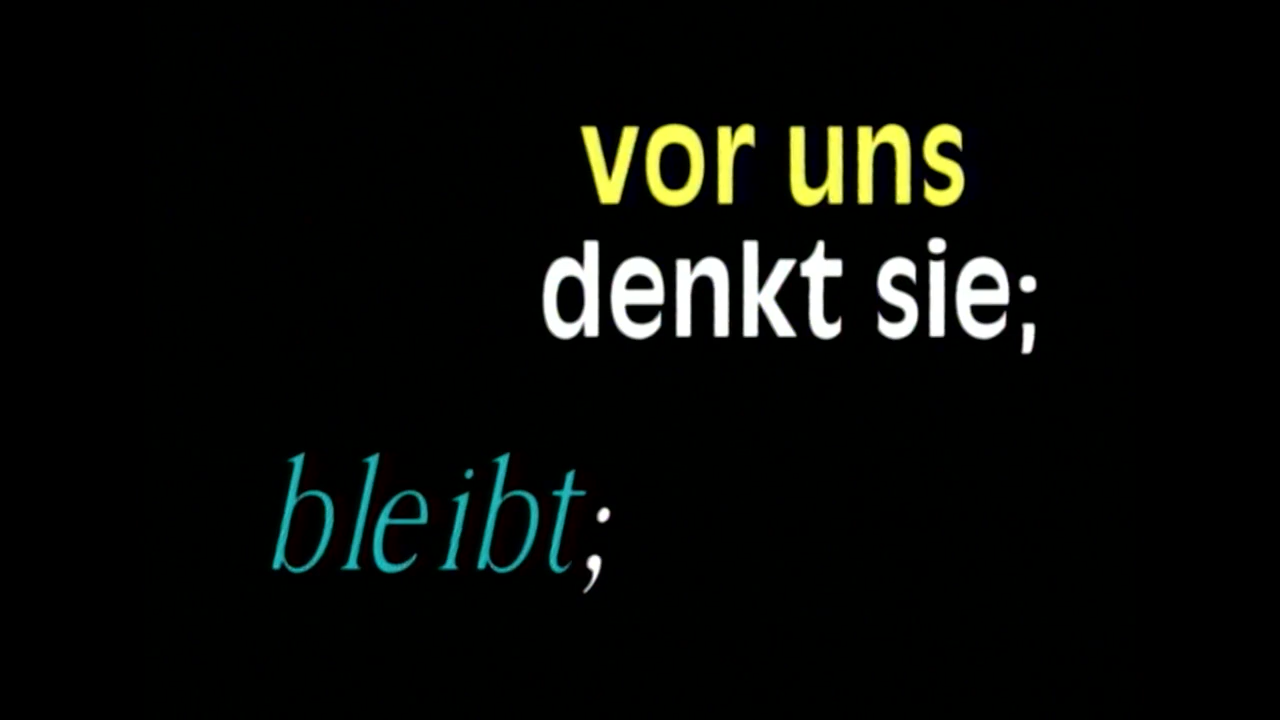 vor uns
denkt sie;
bleibt;